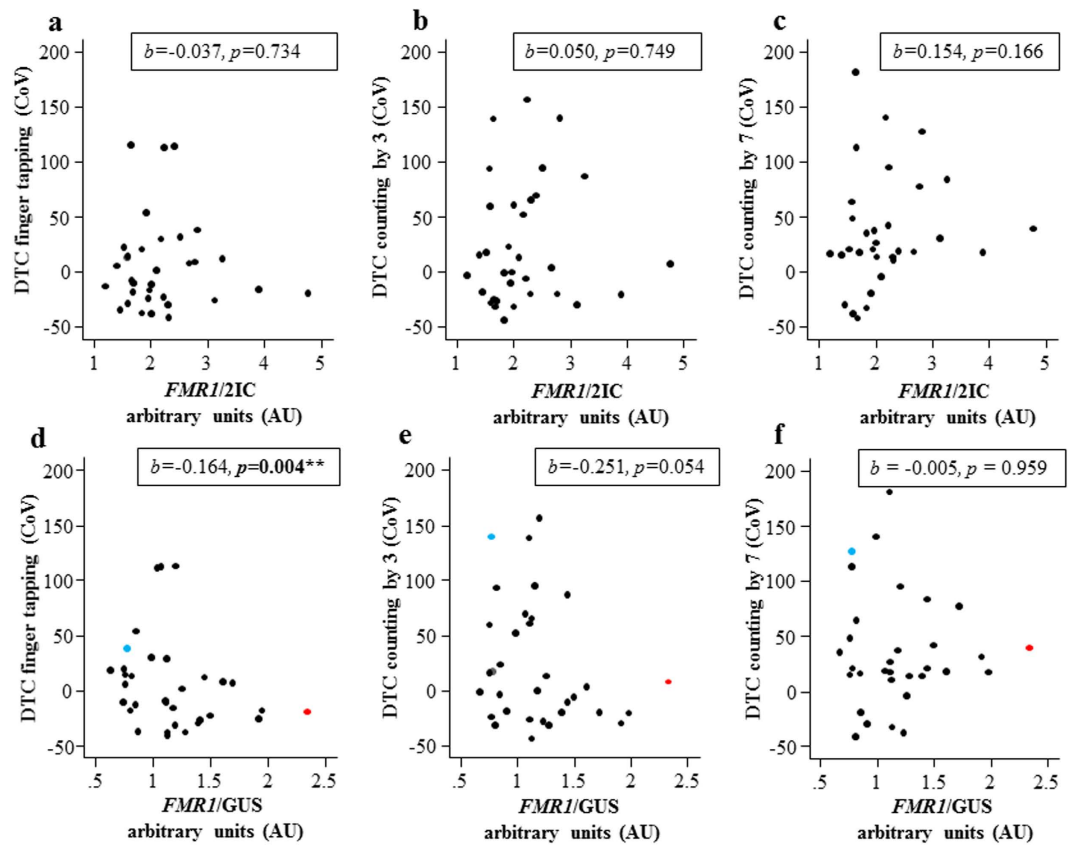 a
b=-0.037, p=0.734
DTC finger tapping (CoV)
200
150
100
50
0
-50
1 2 3 4 5
FMR1/2IC
arbitrary units (AU)
b
b=0.050, p=0.749
DTC counting by 3 (CoV)
200
150
100
50
0
-50
1 2 3 4 5
FMR1/2IC
arbitrary units (AU)
c
b=0.154, p=0.166
DTC counting by 7 (CoV)
200
150
100
50
0
-50
1 2 3 4 5
FMR1/2IC
arbitrary units (AU)
d
b=-0.164, p=0.004**
DTC finger tapping (CoV)
200
150
100
50
0
-50
.5 1 1.5 2 2.5
FMR1/GUS
arbitrary units (AU)
e
b=-0.251, p=0.054
DTC counting by 3 (CoV)
200
150
100
50
0
-50
.5 1 1.5 2 2.5
FMR1/GUS
arbitrary units (AU)
f
b = -0.005, p = 0.959
DTC counting by 7 (CoV)
200
150
100
50
0
-50
.5 1 1.5 2 2.5
FMR1/GUS
arbitrary units (AU)